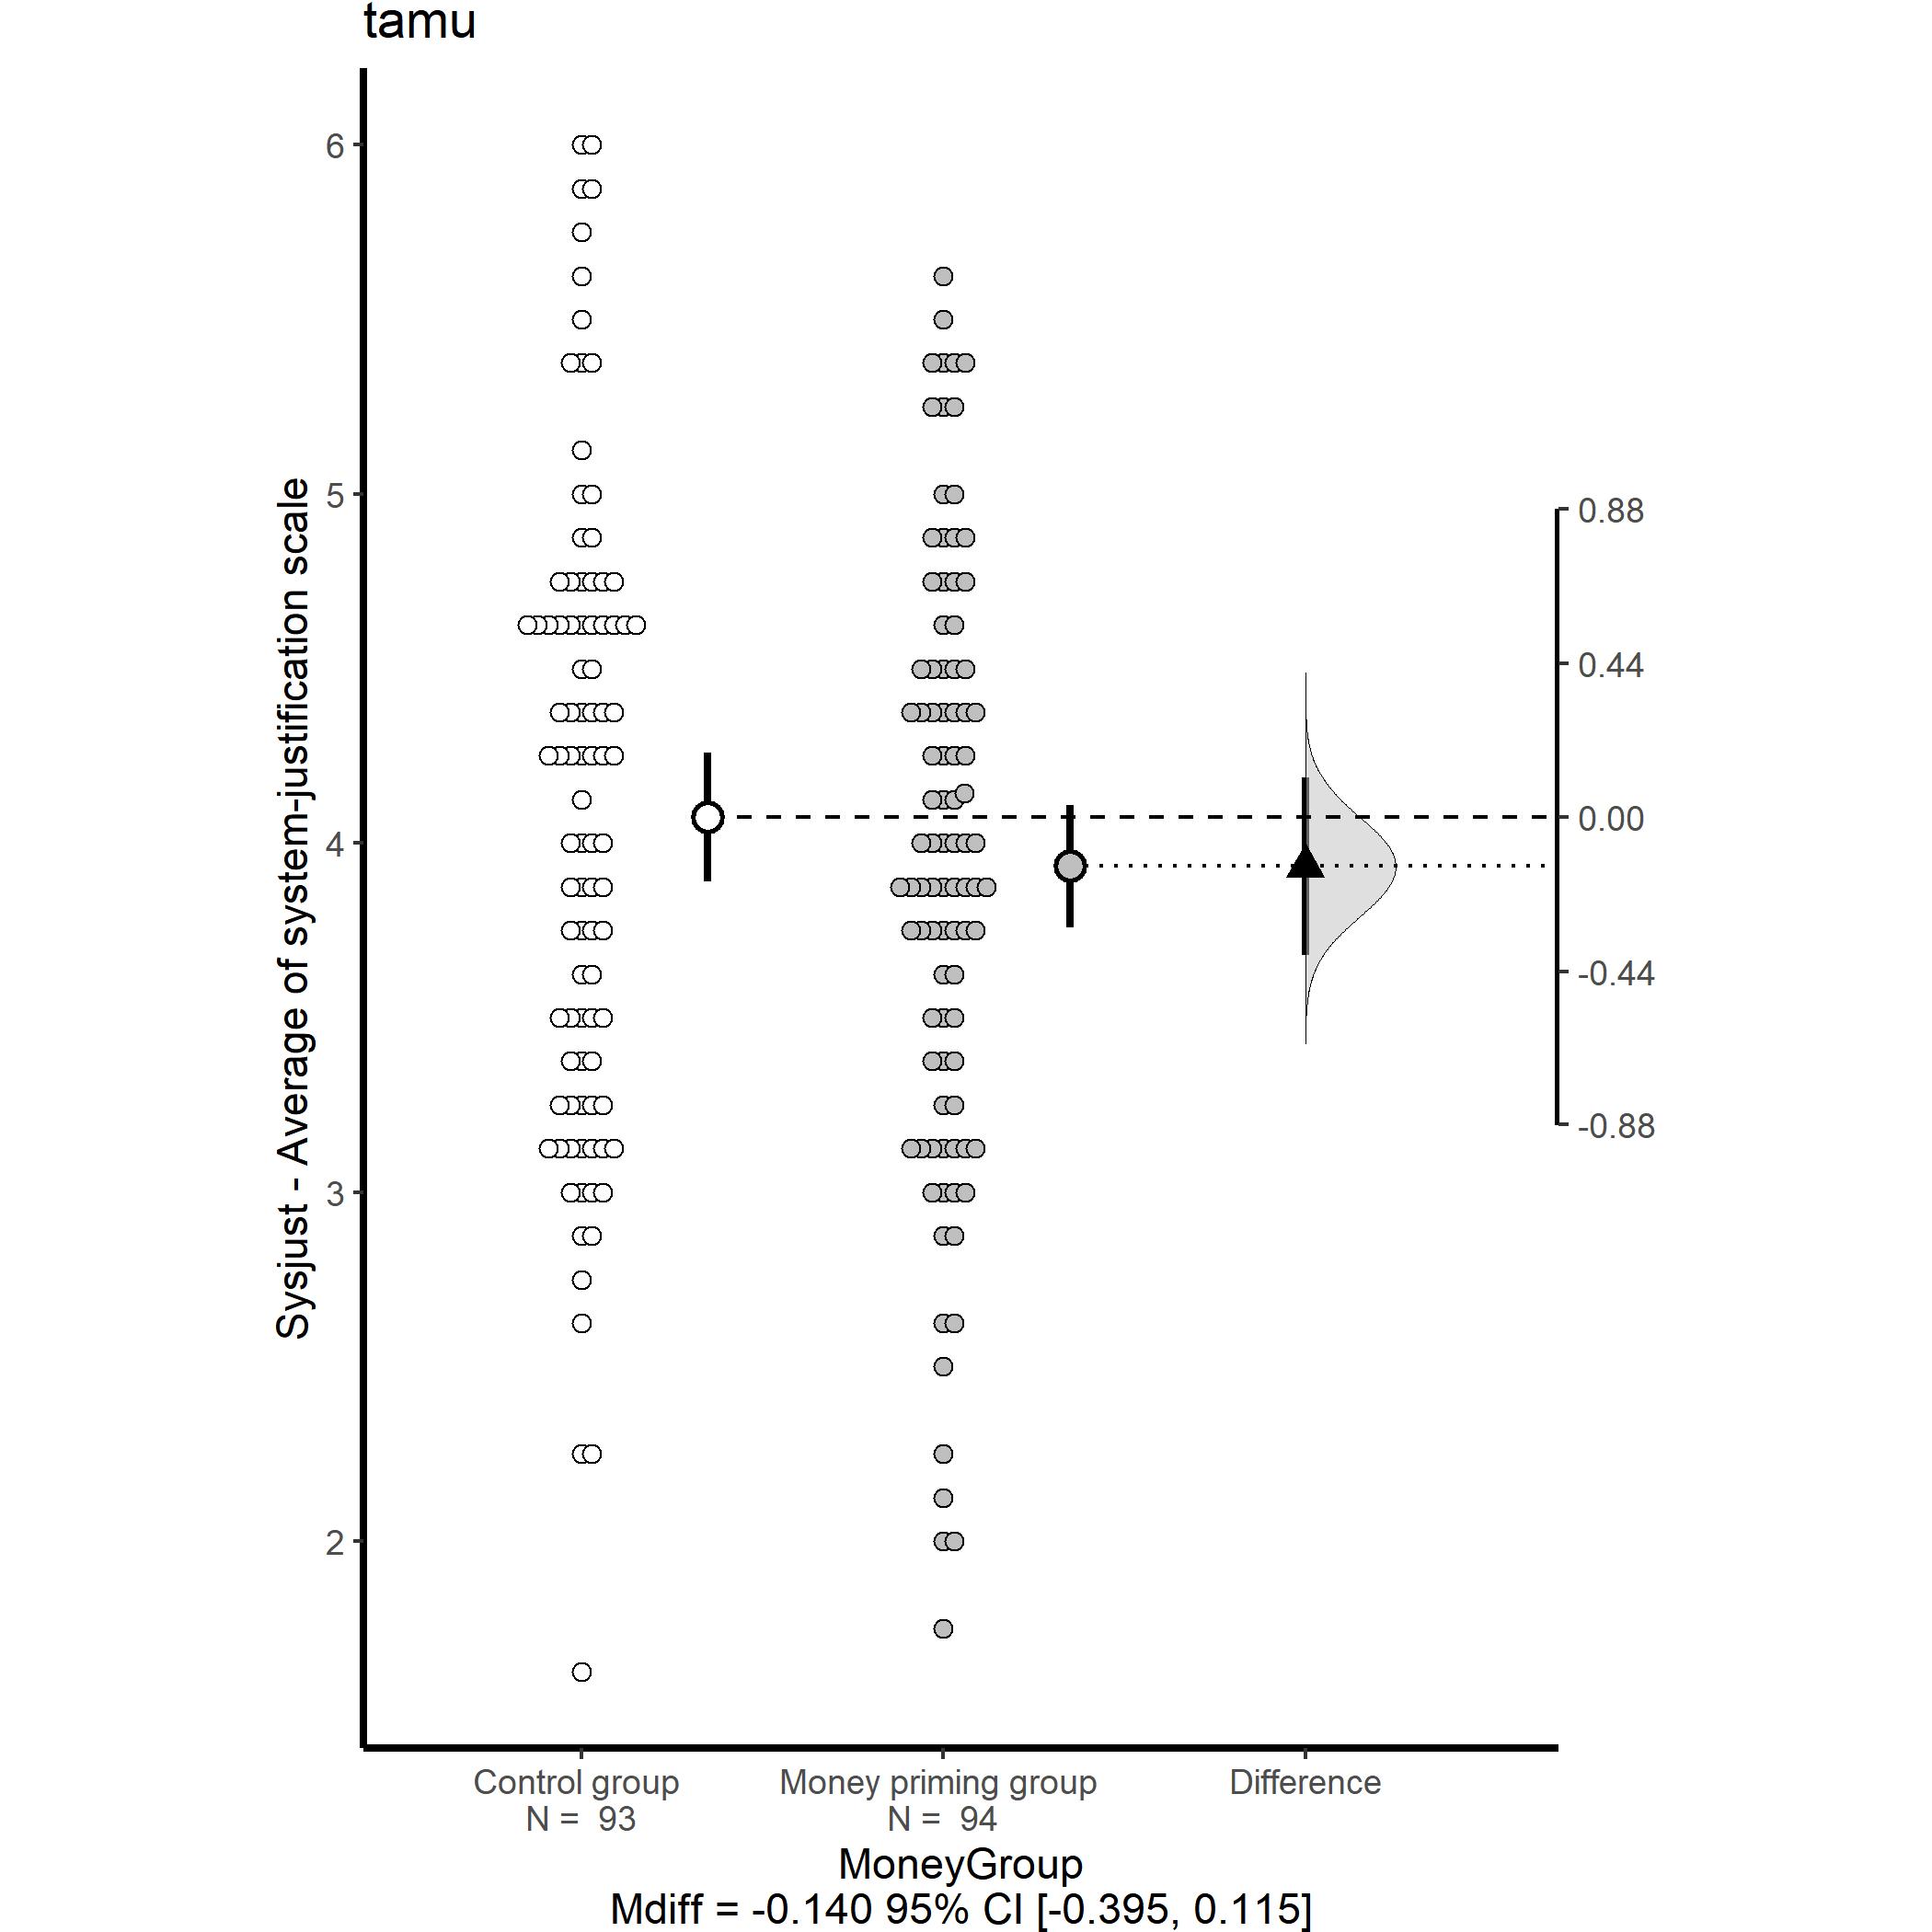 tamu
Sysjust - Average of system-justification scale
6
5
4
3
2
0.88
0.44
0.00
-0.44
-0.88
Control group
N =  93
Money priming group
N =  94
Difference
MoneyGroup
Mdiff = -0.140 95% CI [-0.395, 0.115]